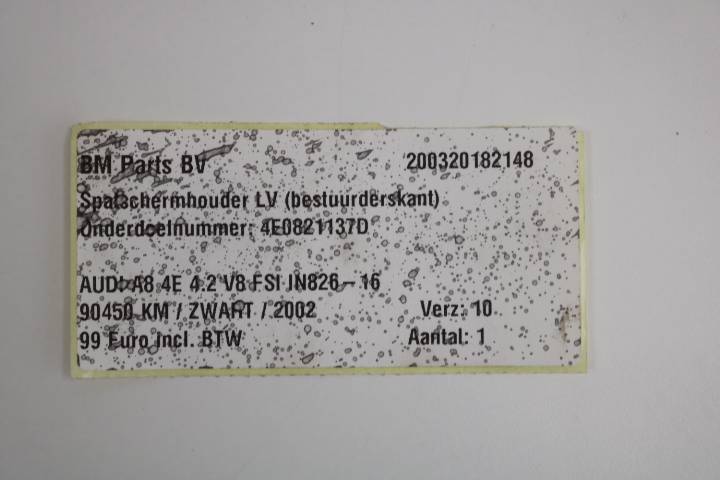 BM Parts BV 200320182148
Spatschermhouder LV (bestuurderskant)
Onderdeelnummer: 4E0821137D
AUDI A8 4E 4.2 V8 FSI IN826-16
90450 KM / ZWART / 2002 Verz: 10
99 Euro Incl. BTW Aantal: 1